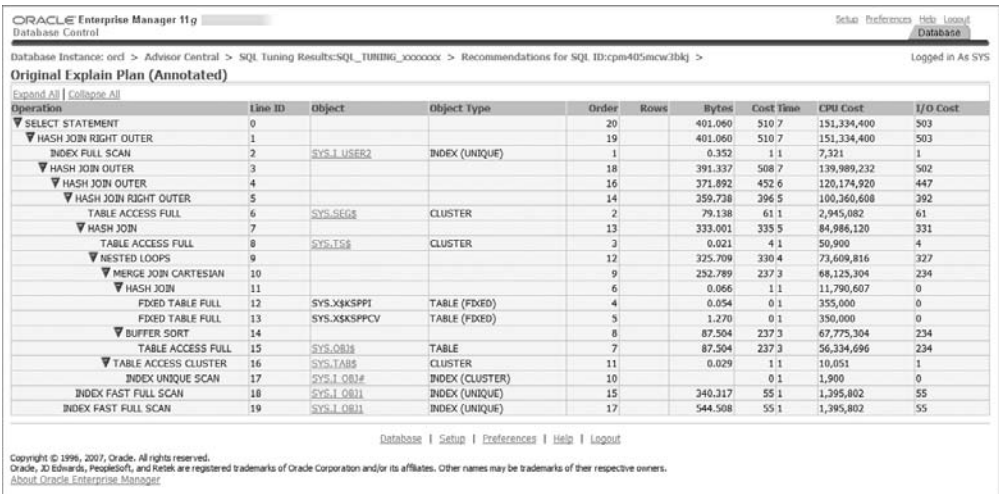 ORACLE Enterprise Manager 11g
Database Control
Setup Preferences Help Logout
Database
Database Instance: orcl > Advisor Central > SQL Tuning Results:SQL_TUNING_xxxxxxx > Recommendations for SQL ID:cpm405mcw3bkj >
Logged in As SYS
Original Explain Plan (Annotated)
Expand All | Collapse All
Operation Line ID Object Object Type Order Rows Bytes Cost Time CPU Cost I/O Cost
SELECT STATEMENT 0 20 401.060 510 7 151,334,400 503
HASH JOIN RIGHT OUTER 1 19 401.060 510 7 151,334,400 503
INDEX FULL SCAN 2 SYS.I_USER2 INDEX (UNIQUE) 1 0.352 1 1 7,321 1
HASH JOIN OUTER 3 18 391.337 508 7 139,989,232 502
HASH JOIN OUTER 4 16 371.892 452 6 120,174,920 447
HASH JOIN RIGHT OUTER 5 14 359.738 396 5 100,360,608 392
TABLE ACCESS FULL 6 SYS.SEG$ CLUSTER 2 79.138 61 1 2,945,082 61
HASH JOIN 7 13 333.001 335 5 84,986,120 331
TABLE ACCESS FULL 8 SYS.TS$ CLUSTER 3 0.021 4 1 50,900 4
NESTED LOOPS 9 12 325.709 330 4 73,609,816 327
MERGE JOIN CARTESIAN 10 9 252.789 237 3 68,125,304 234
HASH JOIN 11 6 0.066 1 1 11,790,607 0
FIXED TABLE FULL 12 SYS.X$KSPPI TABLE (FIXED) 4 0.054 0 1 355,000 0
FIXED TABLE FULL 13 SYS.X$KSPPCV TABLE (FIXED) 5 1.270 0 1 350,000 0
BUFFER SORT 14 8 87.504 237 3 67,775,304 234
TABLE ACCESS FULL 15 SYS.OBJ$ TABLE 7 87.504 237 3 56,334,696 234
TABLE ACCESS CLUSTER 16 SYS.TAB$ CLUSTER 11 0.029 1 1 10,051 1
INDEX UNIQUE SCAN 17 SYS.I_OBJ# INDEX (CLUSTER) 10 0 1 1,900 0
INDEX FAST FULL SCAN 18 SYS.I_OBJ1 INDEX (UNIQUE) 15 340.317 55 1 1,395,802 55
INDEX FAST FULL SCAN 19 SYS.I_OBJ1 INDEX (UNIQUE) 17 544.508 55 1 1,395,802 55
Database | Setup | Preferences | Help | Logout
Copyright © 1996, 2007, Oracle. All rights reserved.
Oracle, JD Edwards, PeopleSoft, and Retek are registered trademarks of Oracle Corporation and/or its affiliates. Other names may be trademarks of their respective owners.
About Oracle Enterprise Manager